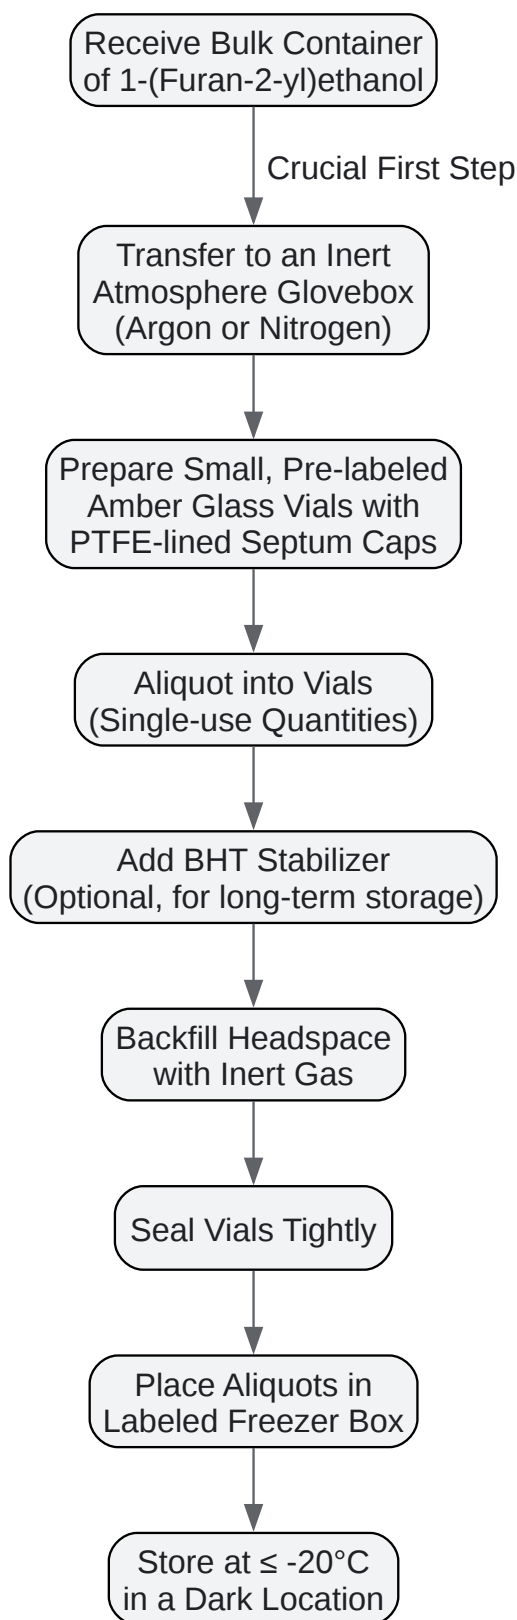 Receive Bulk Container
of 1-(Furan-2-yl)ethanol
Crucial First Step
Transfer to an Inert
Atmosphere Glovebox
(Argon or Nitrogen)
Prepare Small, Pre-labeled
Amber Glass Vials with
PTFE-lined Septum Caps
Aliquot into Vials
(Single-use Quantities)
Add BHT Stabilizer
(Optional, for long-term storage)
Backfill Headspace
with Inert Gas
Seal Vials Tightly
Place Aliquots in
Labeled Freezer Box
Store at ≤ -20°C
in a Dark Location